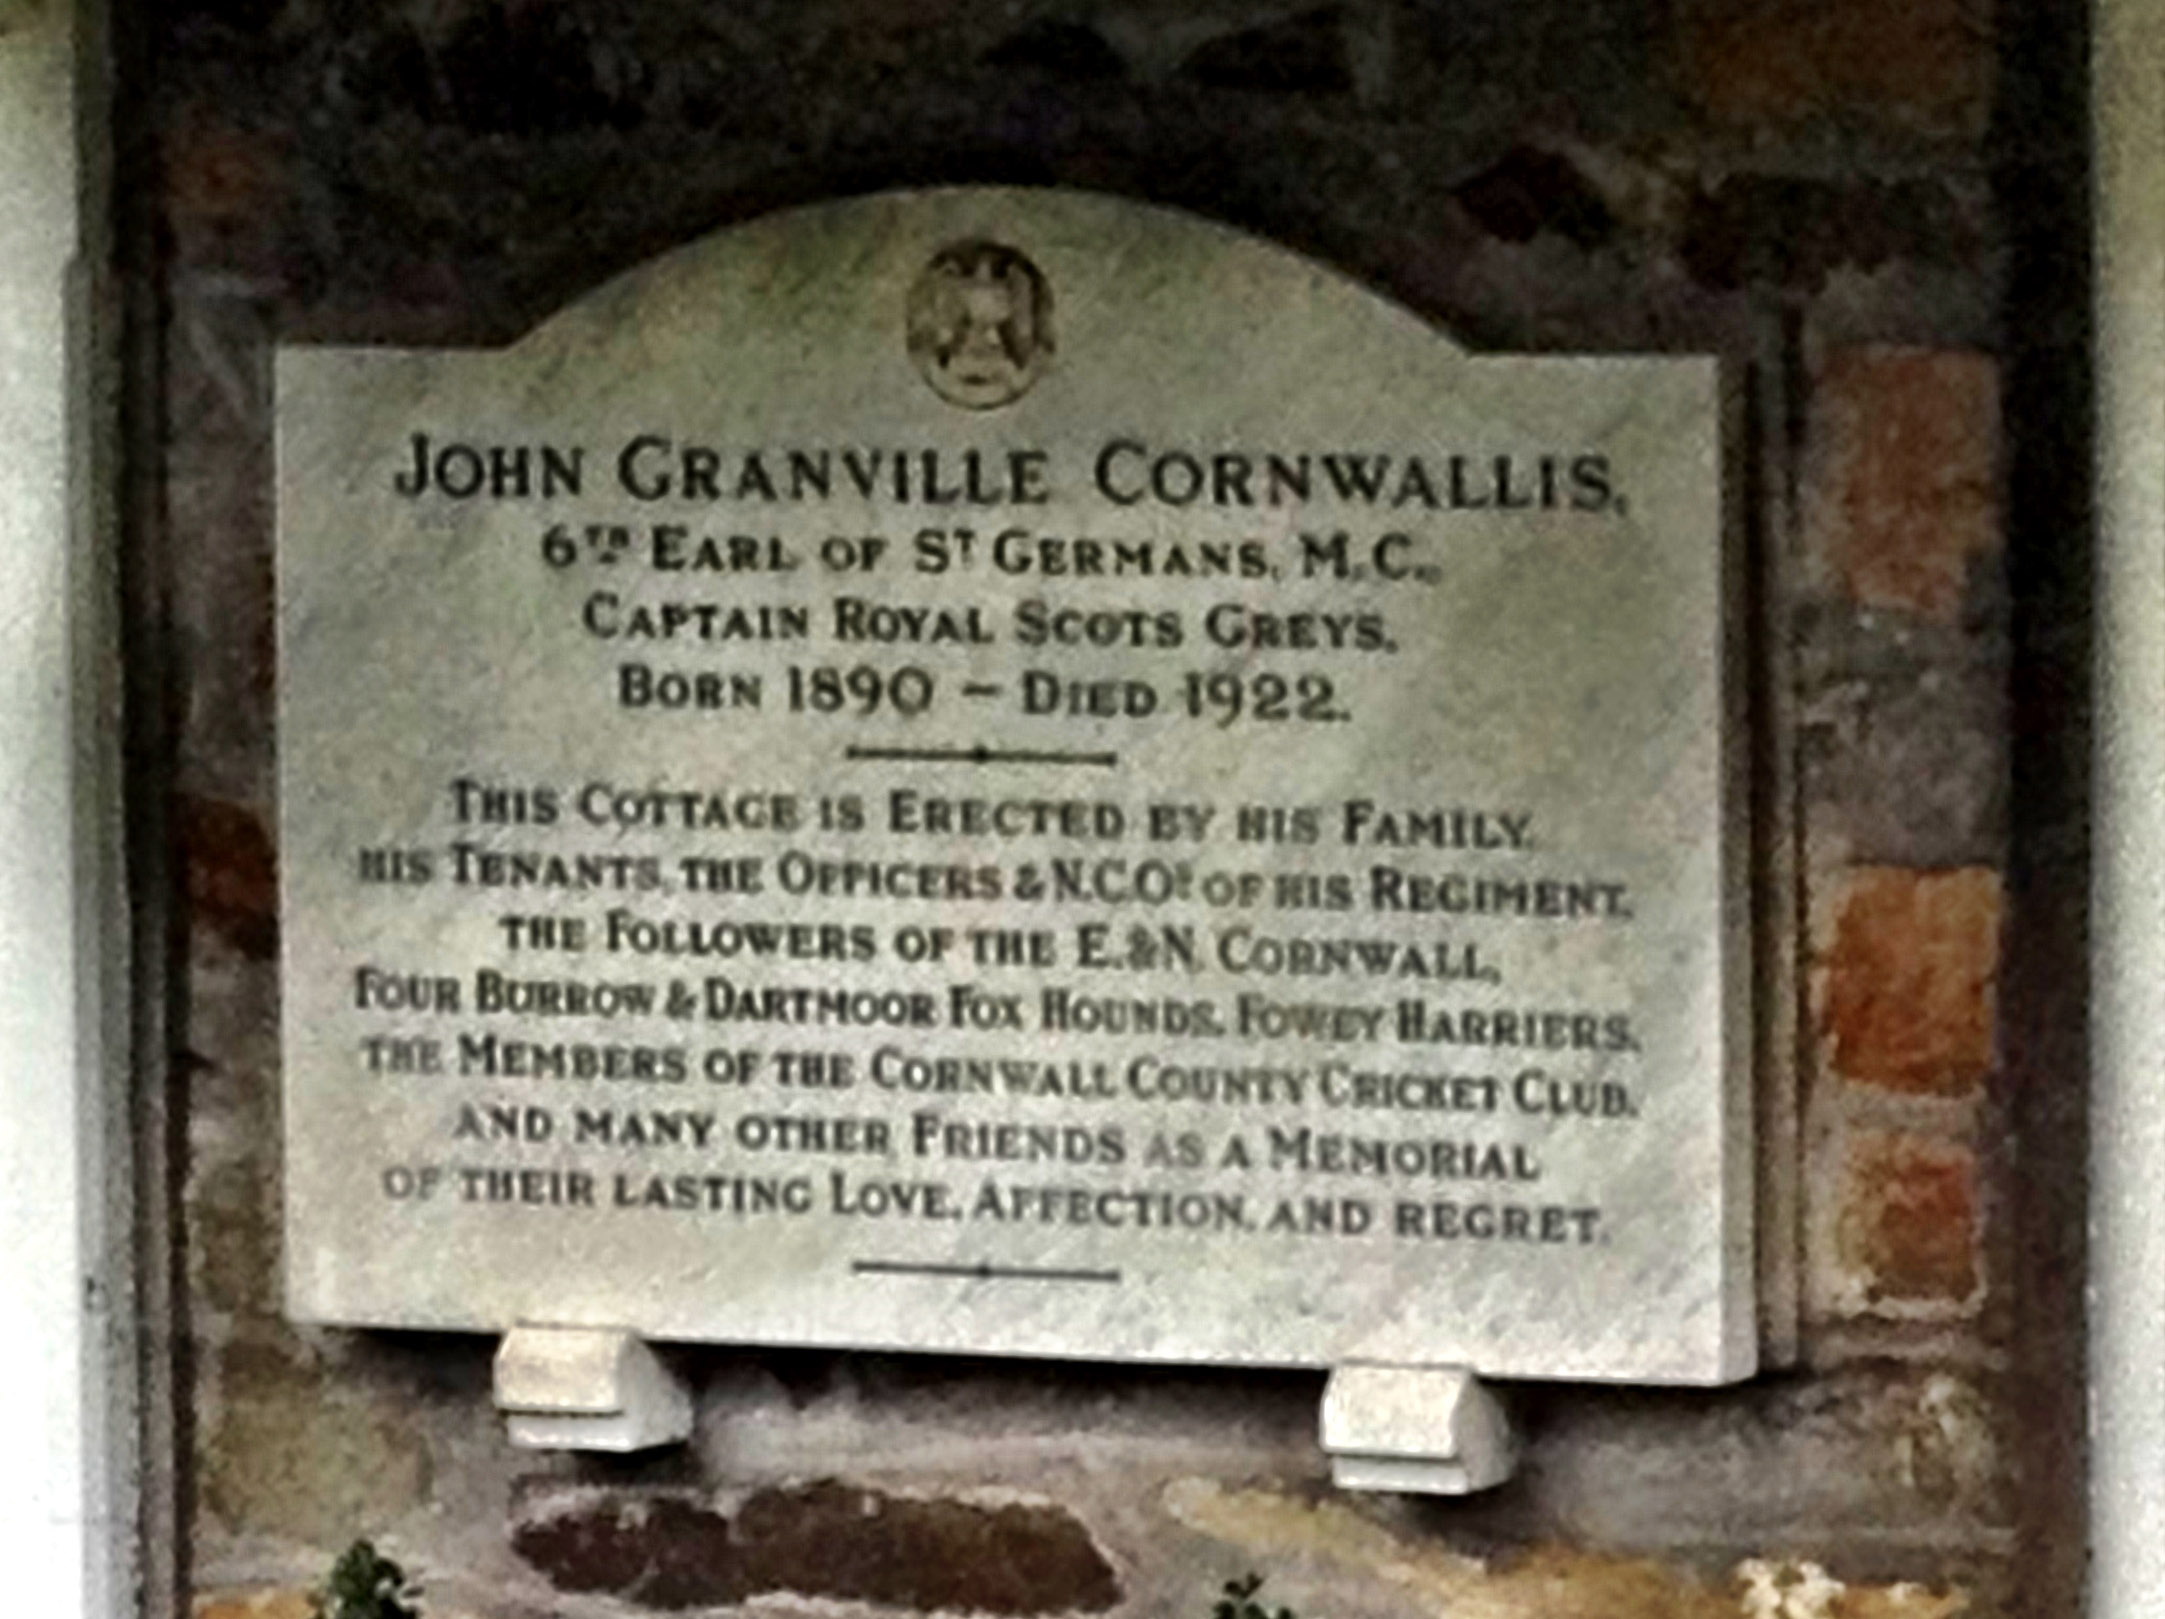 JOHN GRANVILLE CORNWALLIS,
6TH EARL OF ST GERMANS, M.C.,
CAPTAIN ROYAL SCOTS GREYS.
BORN 1890 – DIED 1922.
THIS COTTAGE IS ERECTED BY HIS FAMILY,
HIS TENANTS, THE OFFICERS & N.C.Os OF HIS REGIMENT,
THE FOLLOWERS OF THE E.&N. CORNWALL,
FOUR BURROW & DARTMOOR FOX HOUNDS, FOWEY HARRIERS,
THE MEMBERS OF THE CORNWALL COUNTY CRICKET CLUB,
AND MANY OTHER FRIENDS AS A MEMORIAL
OF THEIR LASTING LOVE, AFFECTION, AND REGRET.